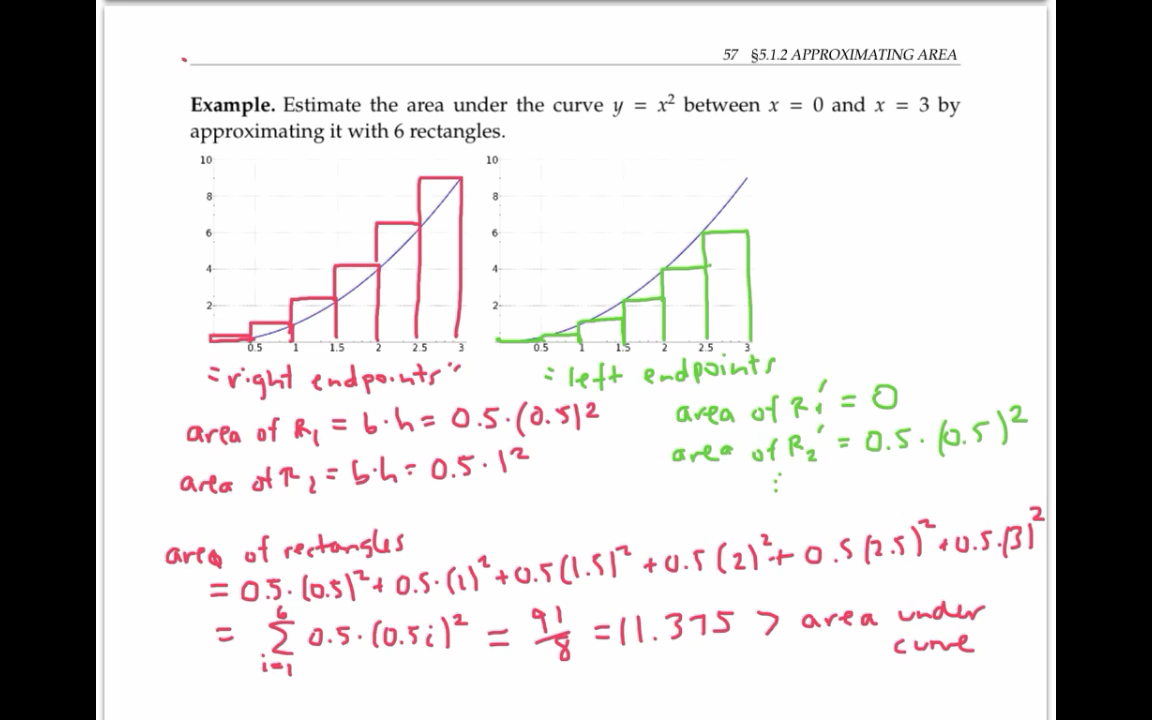 57 §5.1.2 APPROXIMATING AREA
Example. Estimate the area under the curve y = x² between x = 0 and x = 3 by
approximating it with 6 rectangles.
10
8
6
4
2
0.5 1 1.5 2 2.5 3
10
8
6
4
2
0.5 1 1.5 2 2.5 3
"right endpoints"
area of R₁ = b·h = 0.5·(0.5)²
area of R₂ = b·h = 0.5·1²
= left endpoints
area of R₁' = 0
area of R₂' = 0.5·(0.5)²
⋮
area of rectangles
= 0.5·(0.5)² + 0.5·(1)² + 0.5(1.5)² + 0.5(2)² + 0.5(2.5)² + 0.5·(3)²
= ∑_{i=1}^{6} 0.5·(0.5i)² = 91/8 = 11.375 > area under
curve